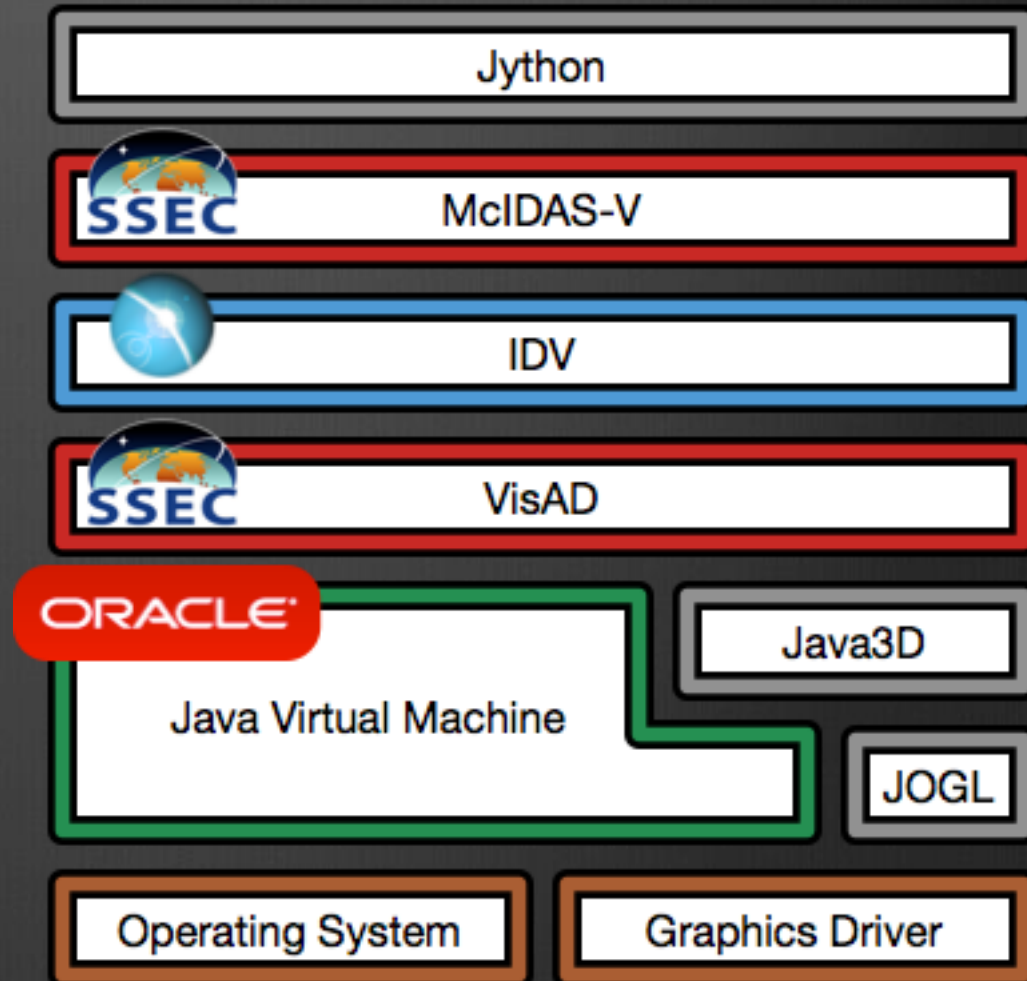 Jython
SSEC
McIDAS-V
IDV
SSEC
VisAD
ORACLE
Java3D
Java Virtual Machine
JOGL
Operating System
Graphics Driver